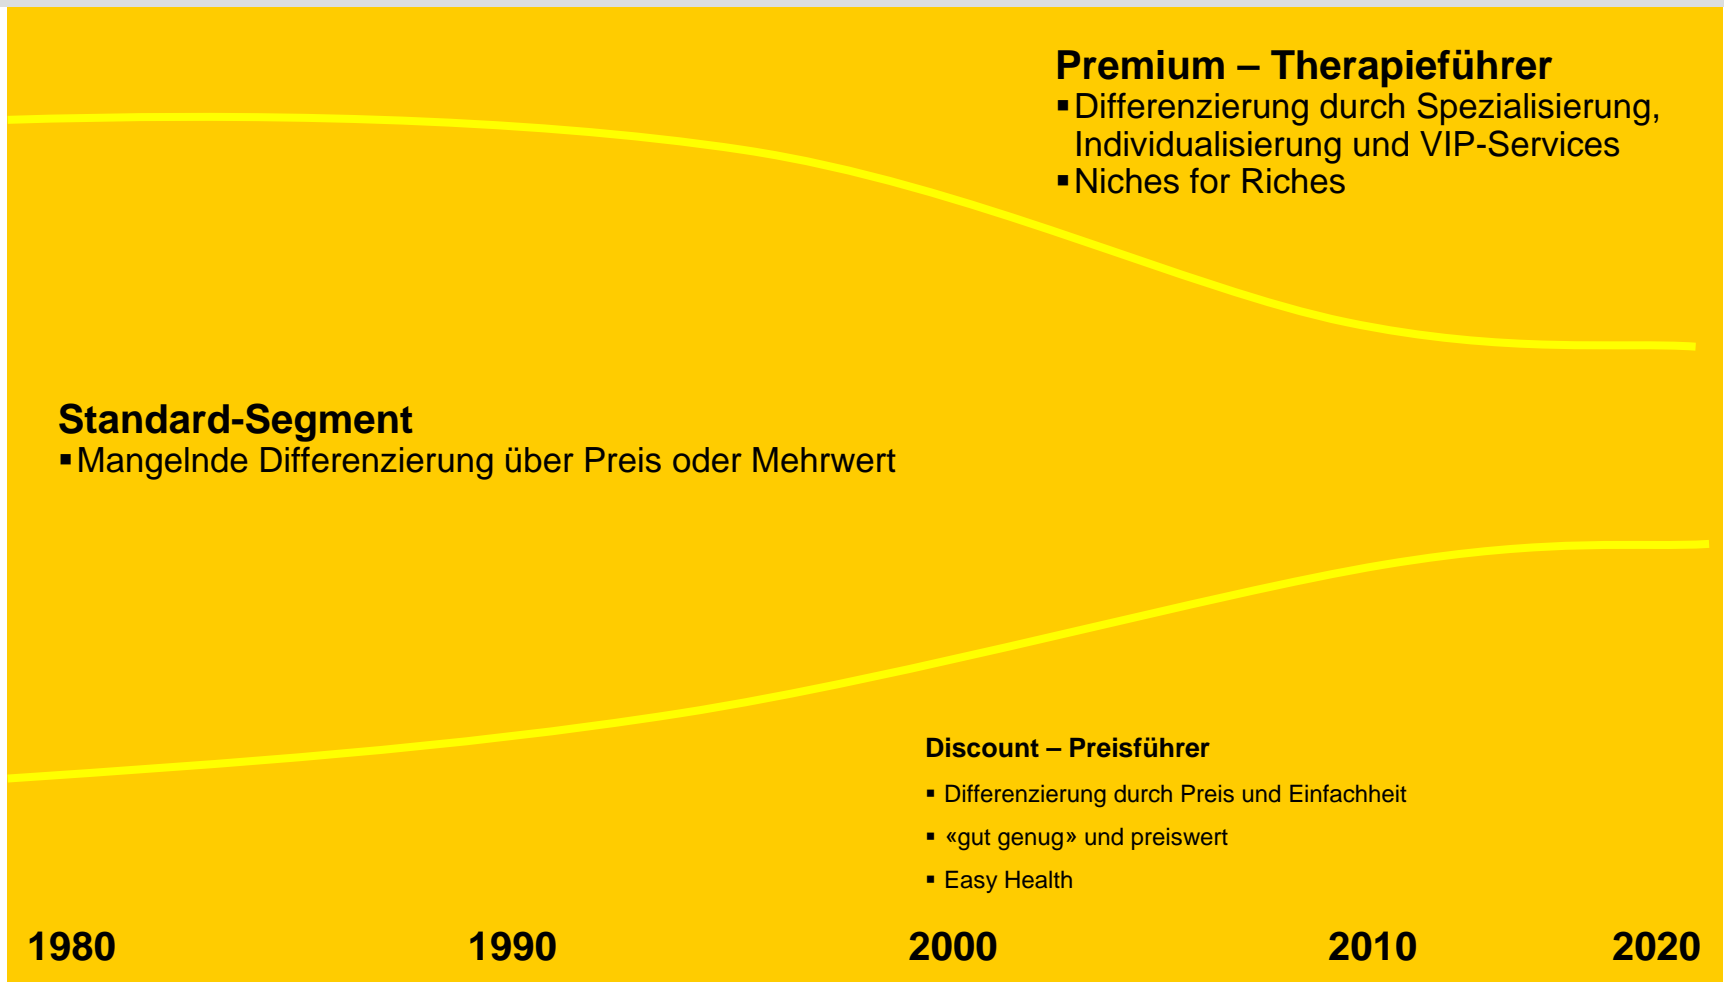 Premium – Therapieführer
▪Differenzierung durch Spezialisierung,
Individualisierung und VIP-Services
▪Niches for Riches
Standard-Segment
▪Mangelnde Differenzierung über Preis oder Mehrwert
Discount – Preisführer
▪ Differenzierung durch Preis und Einfachheit
▪ «gut genug» und preiswert
▪ Easy Health
1980 1990 2000 2010 2020